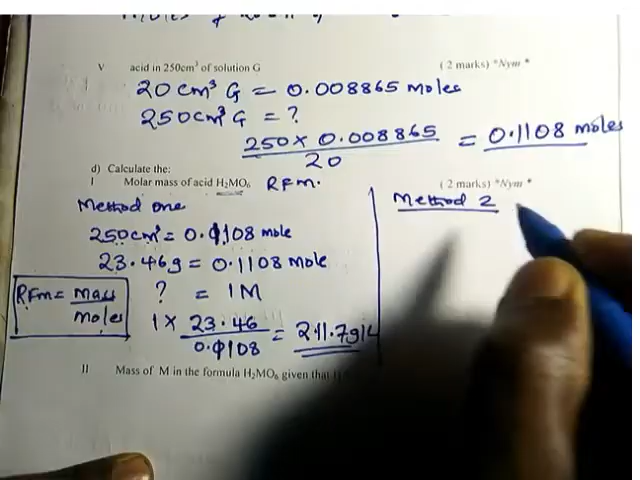 V acid in 250cm³ of solution G ( 2 marks) *Nym *
20 cm³ G = 0.008865 moles
250cm³ G = ?
250 x 0.008865 / 20 = 0.1108 moles
d) Calculate the:
I Molar mass of acid H₂MO₆ RFM. ( 2 marks) *Nym *
Method one
250cm³ = 0.1108 mole
23.46g = 0.1108 mole
? = 1M
RFM = mass / moles
1 x 23.46 / 0.1108 = 211.7g/L
Method 2
II Mass of M in the formula H₂MO₆ given that